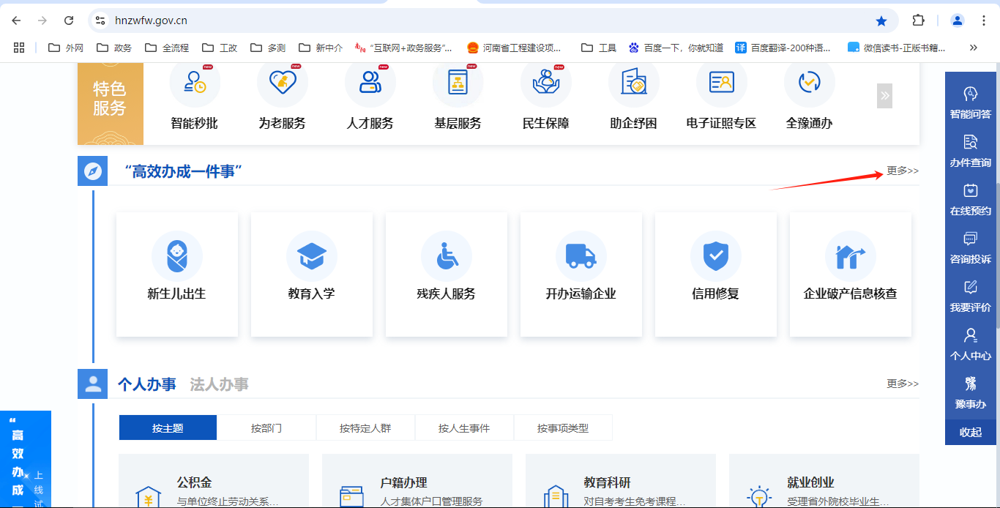 hnzwfw.gov.cn
外网
政务
全流程
工改
多测
新中介
“互联网+政务服务”...
河南省工程建设项...
工具
百度一下，你就知道
译
百度翻译-200种语...
微信读书-正版书籍...
特色
服务
new
new
new
new
new
智能秒批
为老服务
人才服务
基层服务
民生保障
助企纾困
电子证照专区
全豫通办
“高效办成一件事”
更多>>
新生儿出生
教育入学
残疾人服务
开办运输企业
信用修复
企业破产信息核查
个人办事
法人办事
更多>>
按主题
按部门
按特定人群
按人生事件
按事项类型
公积金
与单位终止劳动关系...
户籍办理
人才集体户口管理服务
教育科研
对自考考生免考课程...
就业创业
受理省外院校毕业生...
智能问答
办件查询
在线预约
咨询投诉
我要评价
个人中心
豫事办
收起
“高效办成
上线试